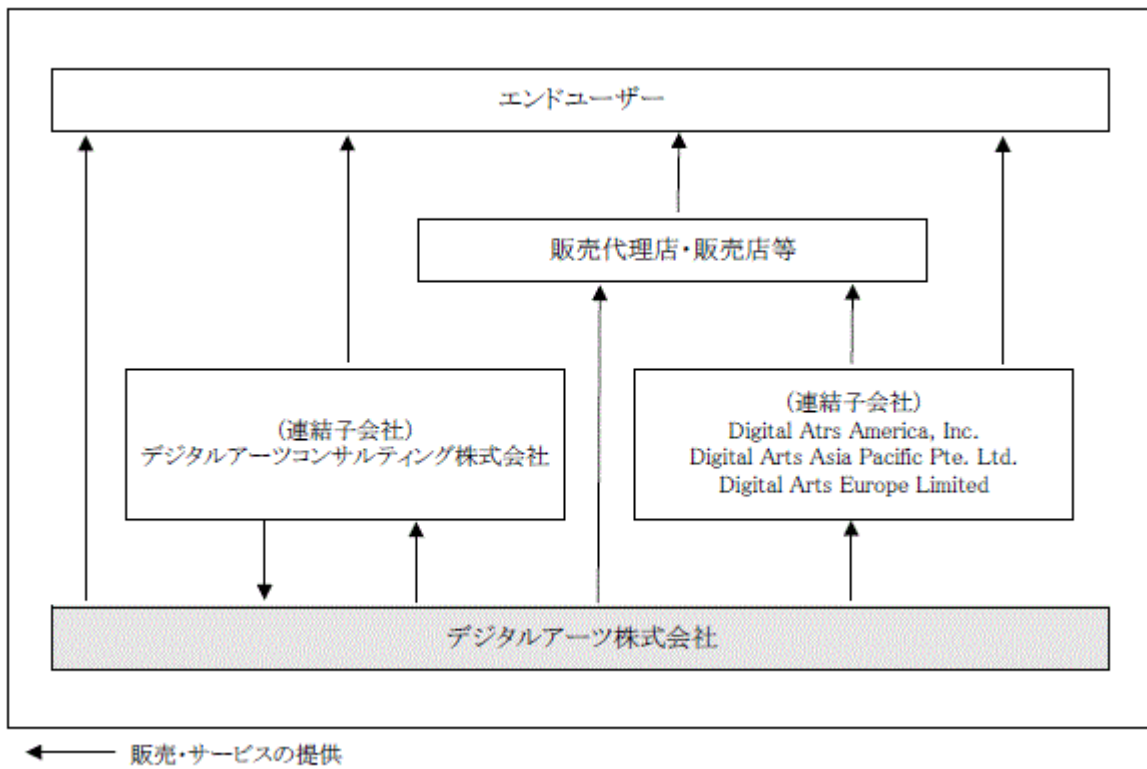 エンドユーザー
販売代理店・販売店等
(連結子会社)
デジタルアーツコンサルティング株式会社
(連結子会社)
Digital Atrs America, Inc.
Digital Arts Asia Pacific Pte. Ltd.
Digital Arts Europe Limited
デジタルアーツ株式会社
販売・サービスの提供